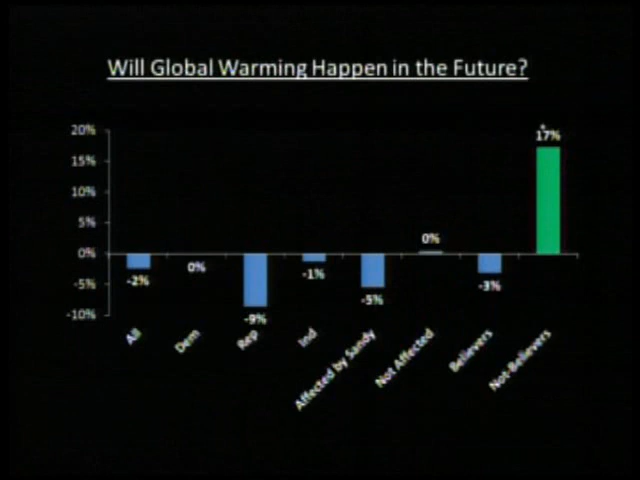 Will Global Warming Happen in the Future?
20%
15%
10%
5%
0%
-5%
-10%
-2%
0%
-9%
-1%
-5%
0%
-3%
*
17%
All
Dem
Rep
Ind
Affected by Sandy
Not Affected
Believers
Not-Believers